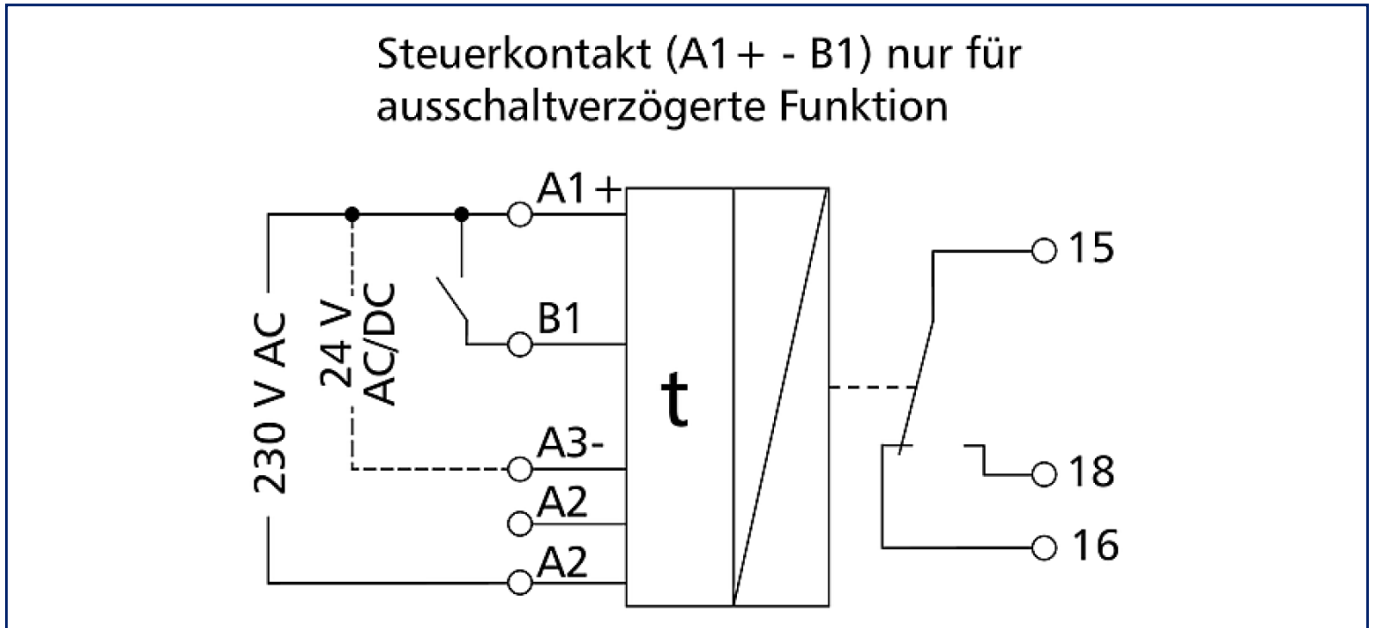 Steuerkontakt (A1+ - B1) nur für
ausschaltverzögerte Funktion
A1+
15
B1
230 V AC
24 V
AC/DC
t
A3-
18
A2
16
A2